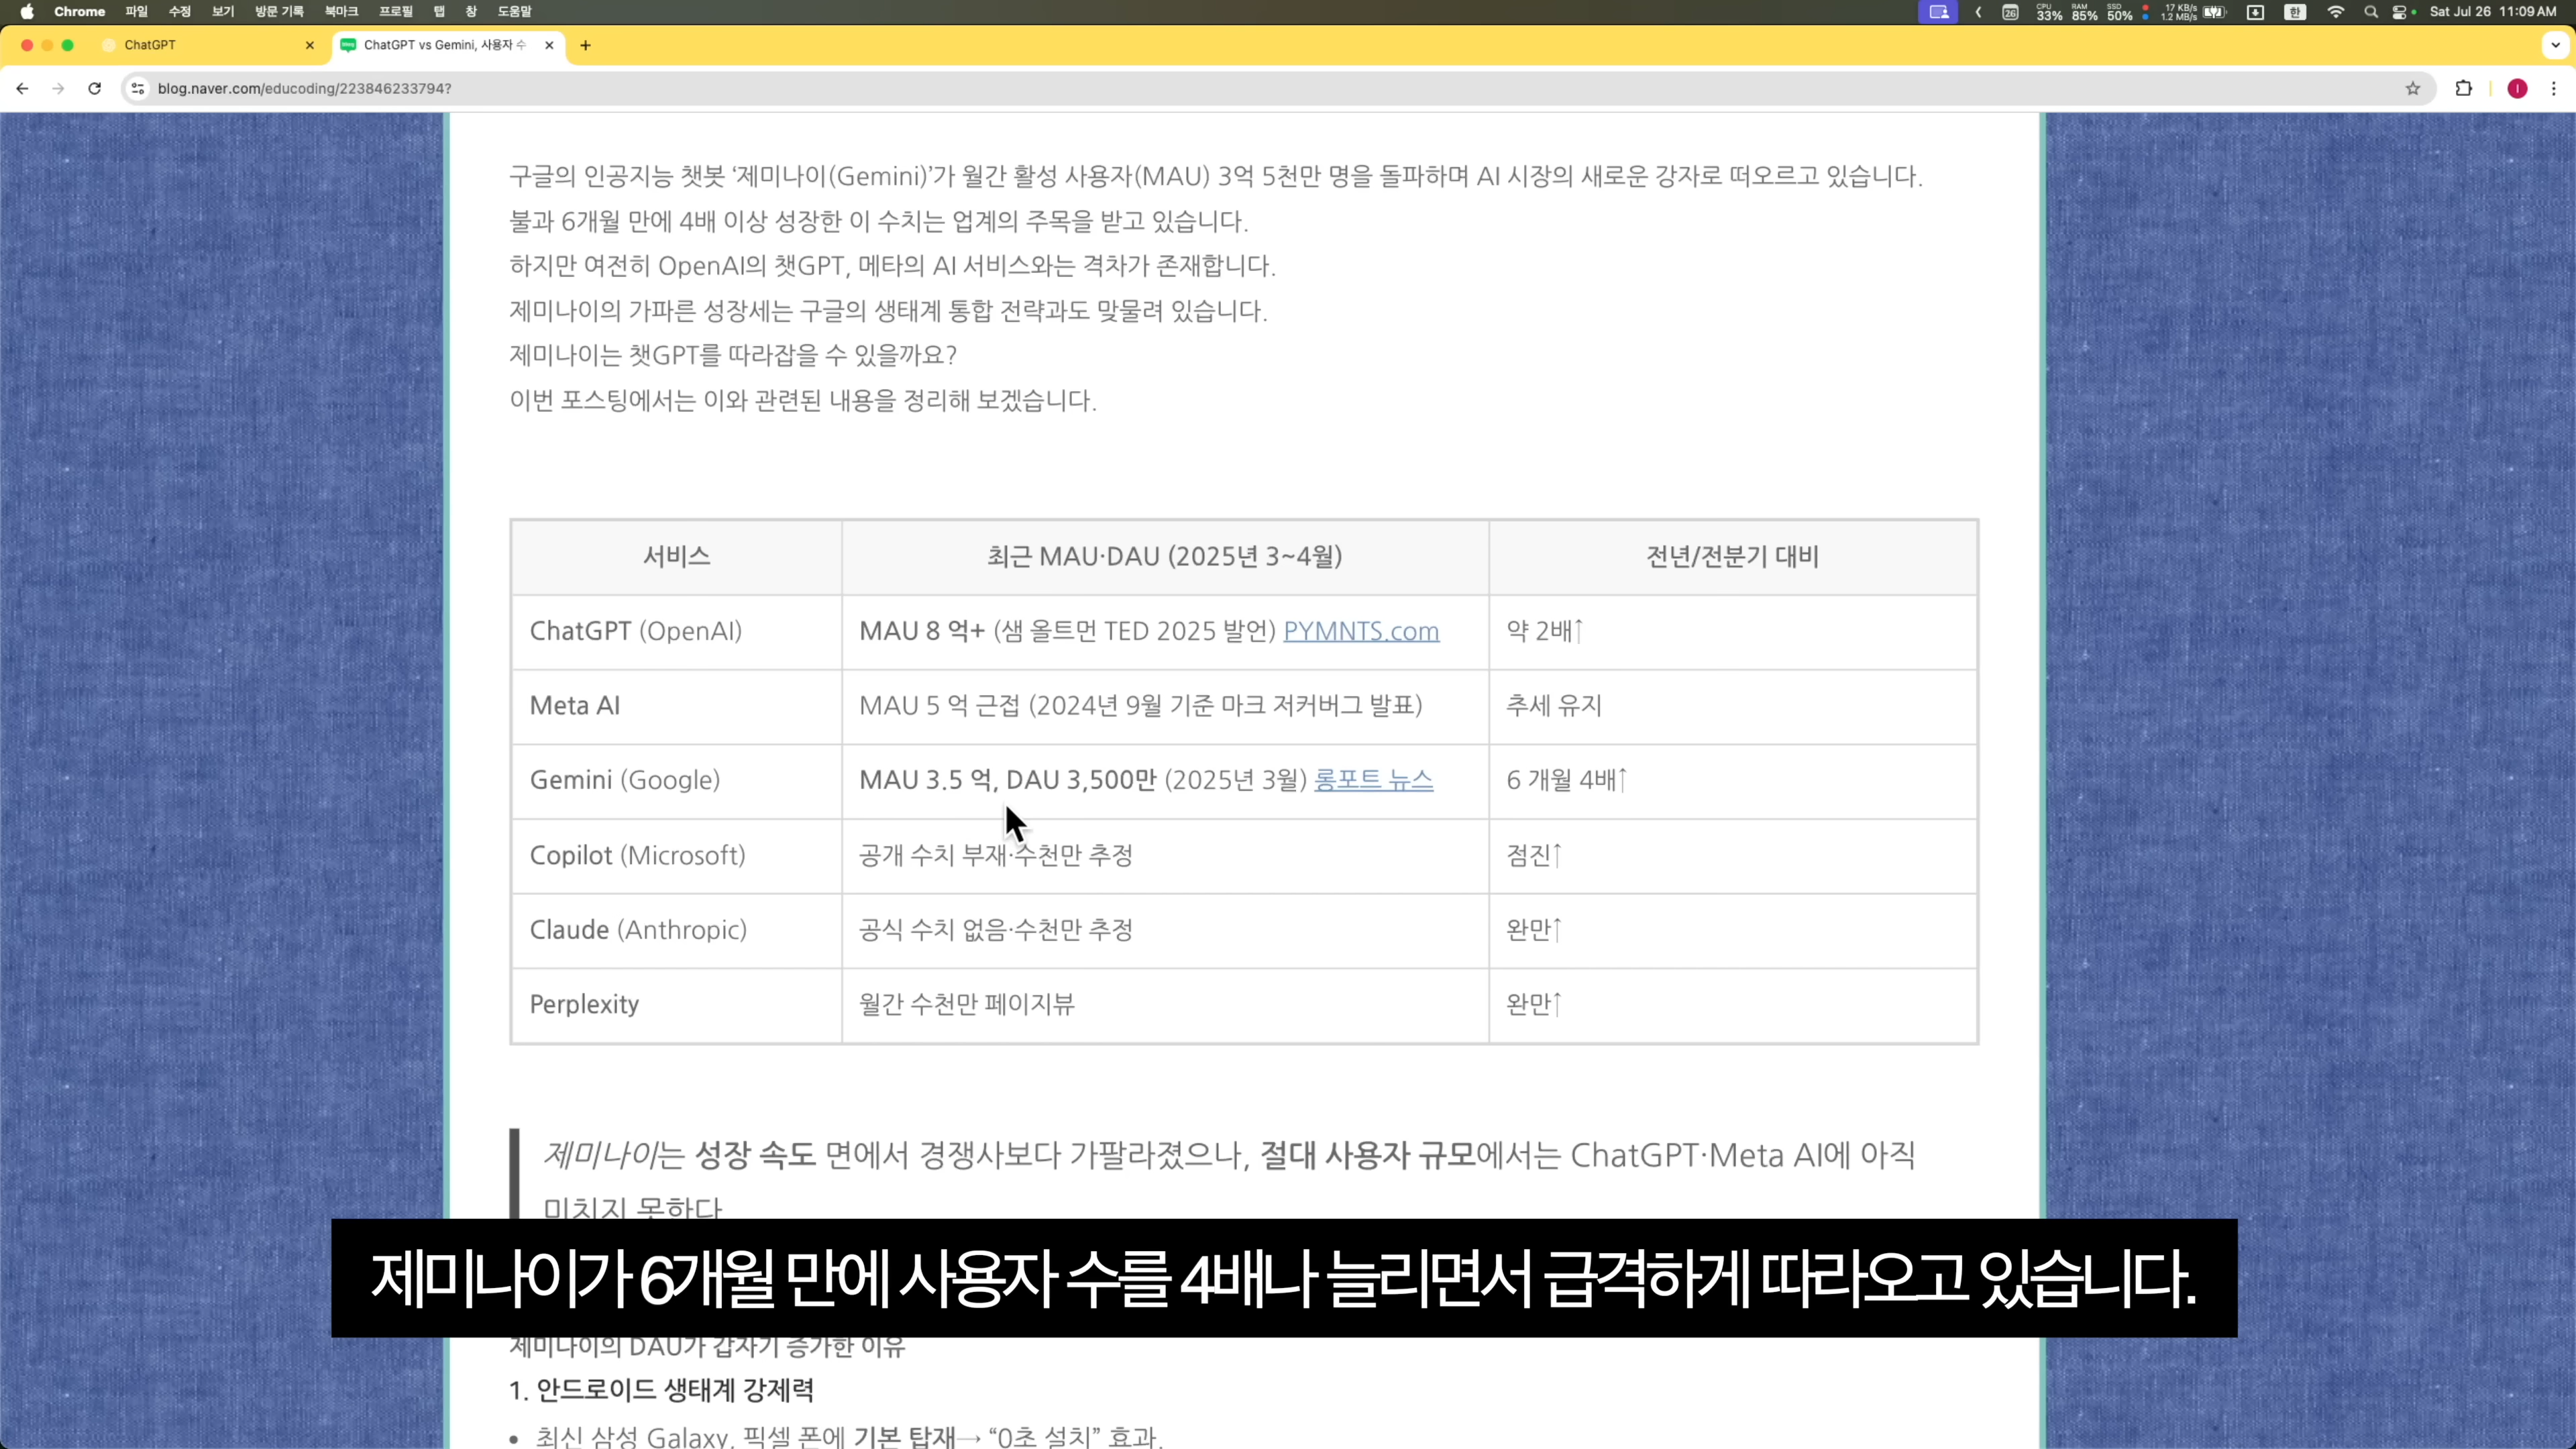 Chrome 파일 수정 보기 방문 기록 북마크 프로필 탭 창 도움말 26 CPU 33% RAM 85% SSD 50% 17 KB/s 1.2 MB/s 한 Sat Jul 26 11:09 AM
ChatGPT ChatGPT vs Gemini, 사용자 수
blog.naver.com/educoding/223846233794?
구글의 인공지능 챗봇 ‘제미나이(Gemini)’가 월간 활성 사용자(MAU) 3억 5천만 명을 돌파하며 AI 시장의 새로운 강자로 떠오르고 있습니다.
불과 6개월 만에 4배 이상 성장한 이 수치는 업계의 주목을 받고 있습니다.
하지만 여전히 OpenAI의 챗GPT, 메타의 AI 서비스와는 격차가 존재합니다.
제미나이의 가파른 성장세는 구글의 생태계 통합 전략과도 맞물려 있습니다.
제미나이는 챗GPT를 따라잡을 수 있을까요?
이번 포스팅에서는 이와 관련된 내용을 정리해 보겠습니다.
서비스 최근 MAU·DAU (2025년 3~4월) 전년/전분기 대비
ChatGPT (OpenAI) MAU 8 억+ (샘 올트먼 TED 2025 발언) PYMNTS.com 약 2배↑
Meta AI MAU 5 억 근접 (2024년 9월 기준 마크 저커버그 발표) 추세 유지
Gemini (Google) MAU 3.5 억, DAU 3,500만 (2025년 3월) 롱포트 뉴스 6 개월 4배↑
Copilot (Microsoft) 공개 수치 부재·수천만 추정 점진↑
Claude (Anthropic) 공식 수치 없음·수천만 추정 완만↑
Perplexity 월간 수천만 페이지뷰 완만↑
제미나이는 성장 속도 면에서 경쟁사보다 가팔라졌으나, 절대 사용자 규모에서는 ChatGPT·Meta AI에 아직
미치지 못한다
제미나이가 6개월 만에 사용자 수를 4배나 늘리면서 급격하게 따라오고 있습니다.
제미나이의 DAU가 갑자기 증가한 이유
1. 안드로이드 생태계 강제력
• 최신 삼성 Galaxy, 픽셀 폰에 기본 탑재→ “0초 설치” 효과.